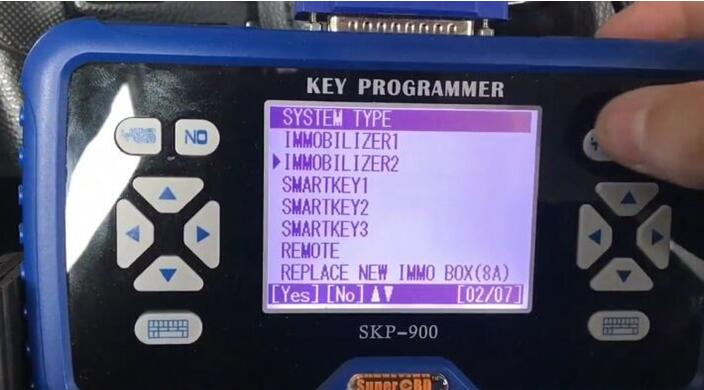 KEY PROGRAMMER
NO
SYSTEM TYPE
IMMOBILIZER1
IMMOBILIZER2
SMARTKEY1
SMARTKEY2
SMARTKEY3
REMOTE
REPLACE NEW IMMO BOX(8A)
[Yes][No]▲▼ [02/07]
SKP-900
SuperOBD